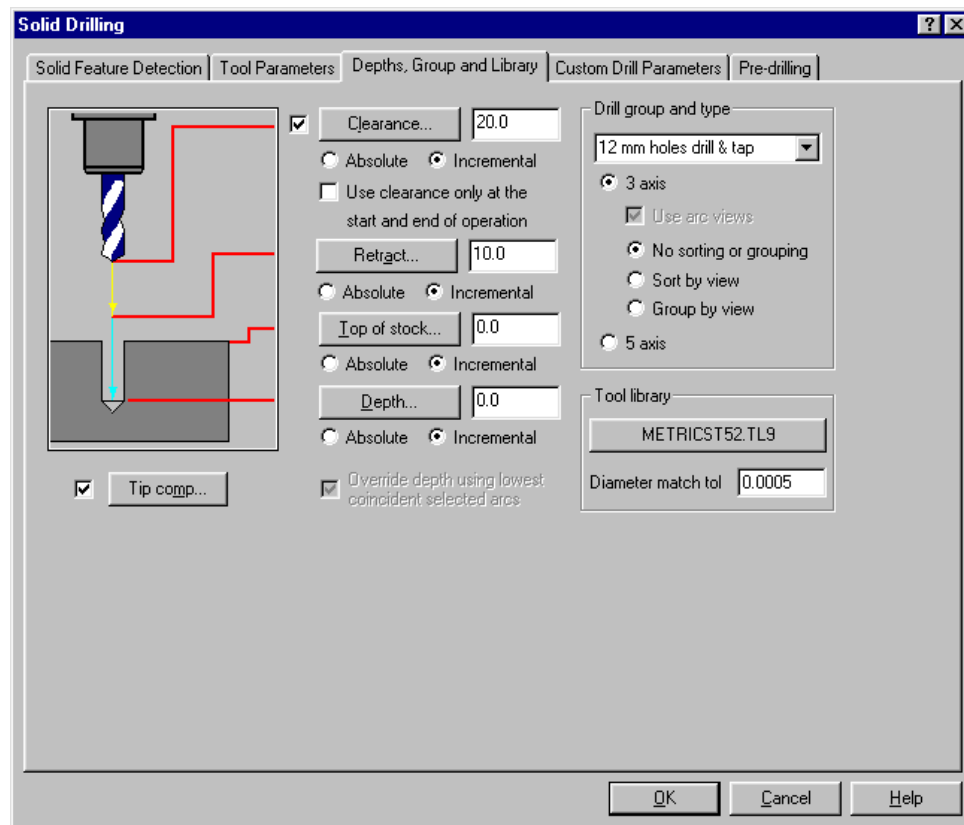 Solid Drilling
Solid Feature Detection Tool Parameters Depths, Group and Library Custom Drill Parameters Pre-drilling
Clearance... 20.0
Absolute Incremental
Use clearance only at the
start and end of operation
Retract... 10.0
Absolute Incremental
Top of stock... 0.0
Absolute Incremental
Depth... 0.0
Absolute Incremental
Tip comp...
Override depth using lowest
coincident selected arcs
Drill group and type
12 mm holes drill & tap
3 axis
Use arc views
No sorting or grouping
Sort by view
Group by view
5 axis
Tool library
METRICST52.TL9
Diameter match tol 0.0005
OK Cancel Help